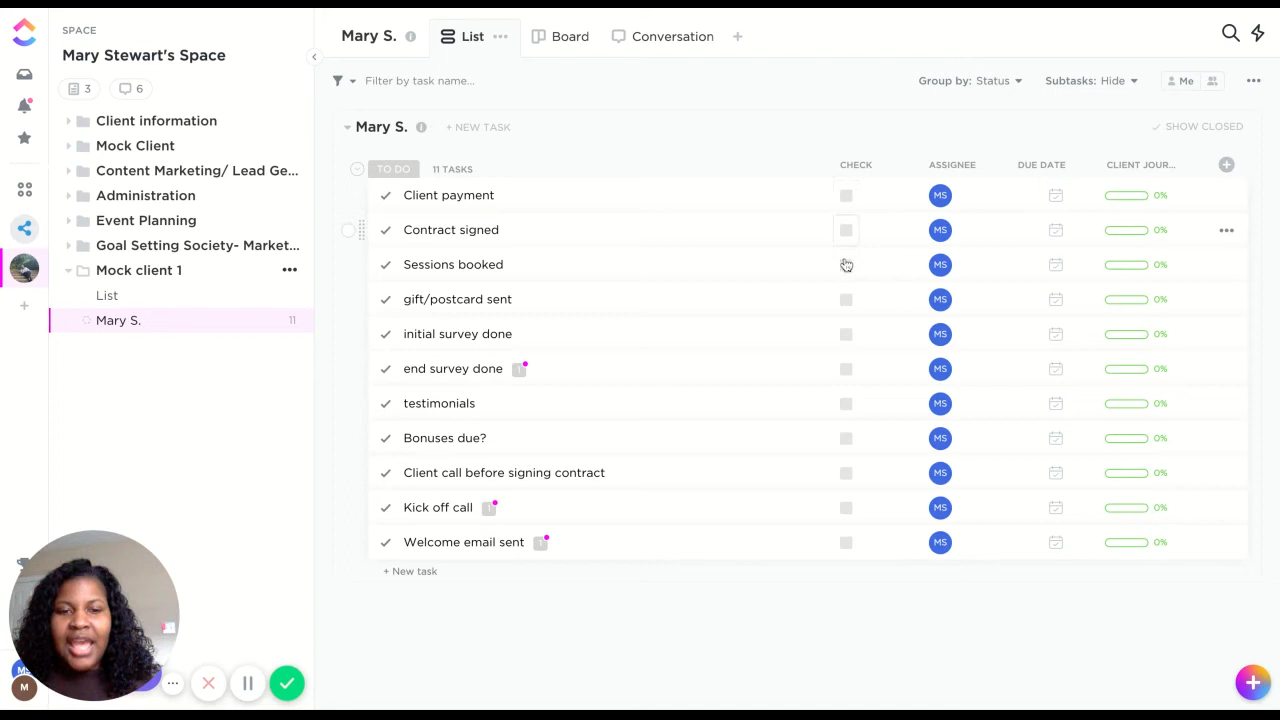 SPACE
Mary Stewart's Space
3
6
Client information
Mock Client
Content Marketing/ Lead Ge...
Administration
Event Planning
Goal Setting Society- Market...
Mock client 1
List
Mary S.
11
M
Mary S.
List
Board
Conversation
Filter by task name...
Group by: Status
Subtasks: Hide
Me
Mary S.
+ NEW TASK
SHOW CLOSED
TO DO
11 TASKS
CHECK
ASSIGNEE
DUE DATE
CLIENT JOUR...
Client payment MS 0%
Contract signed MS 0%
Sessions booked MS 0%
gift/postcard sent MS 0%
initial survey done MS 0%
end survey done 1 MS 0%
testimonials MS 0%
Bonuses due? MS 0%
Client call before signing contract MS 0%
Kick off call 1 MS 0%
Welcome email sent 1 MS 0%
+ New task